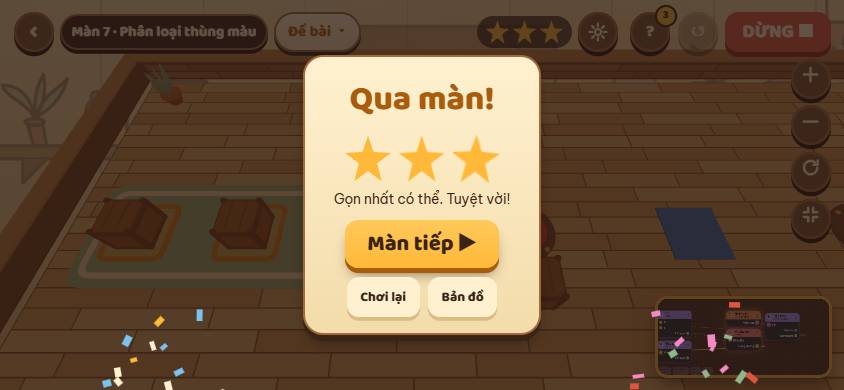 Màn 7 · Phân loại thùng màu
Đề bài
3
?
DỪNG
Qua màn!
Gọn nhất có thể. Tuyệt vời!
Màn tiếp ▶
Chơi lại
Bản đồ